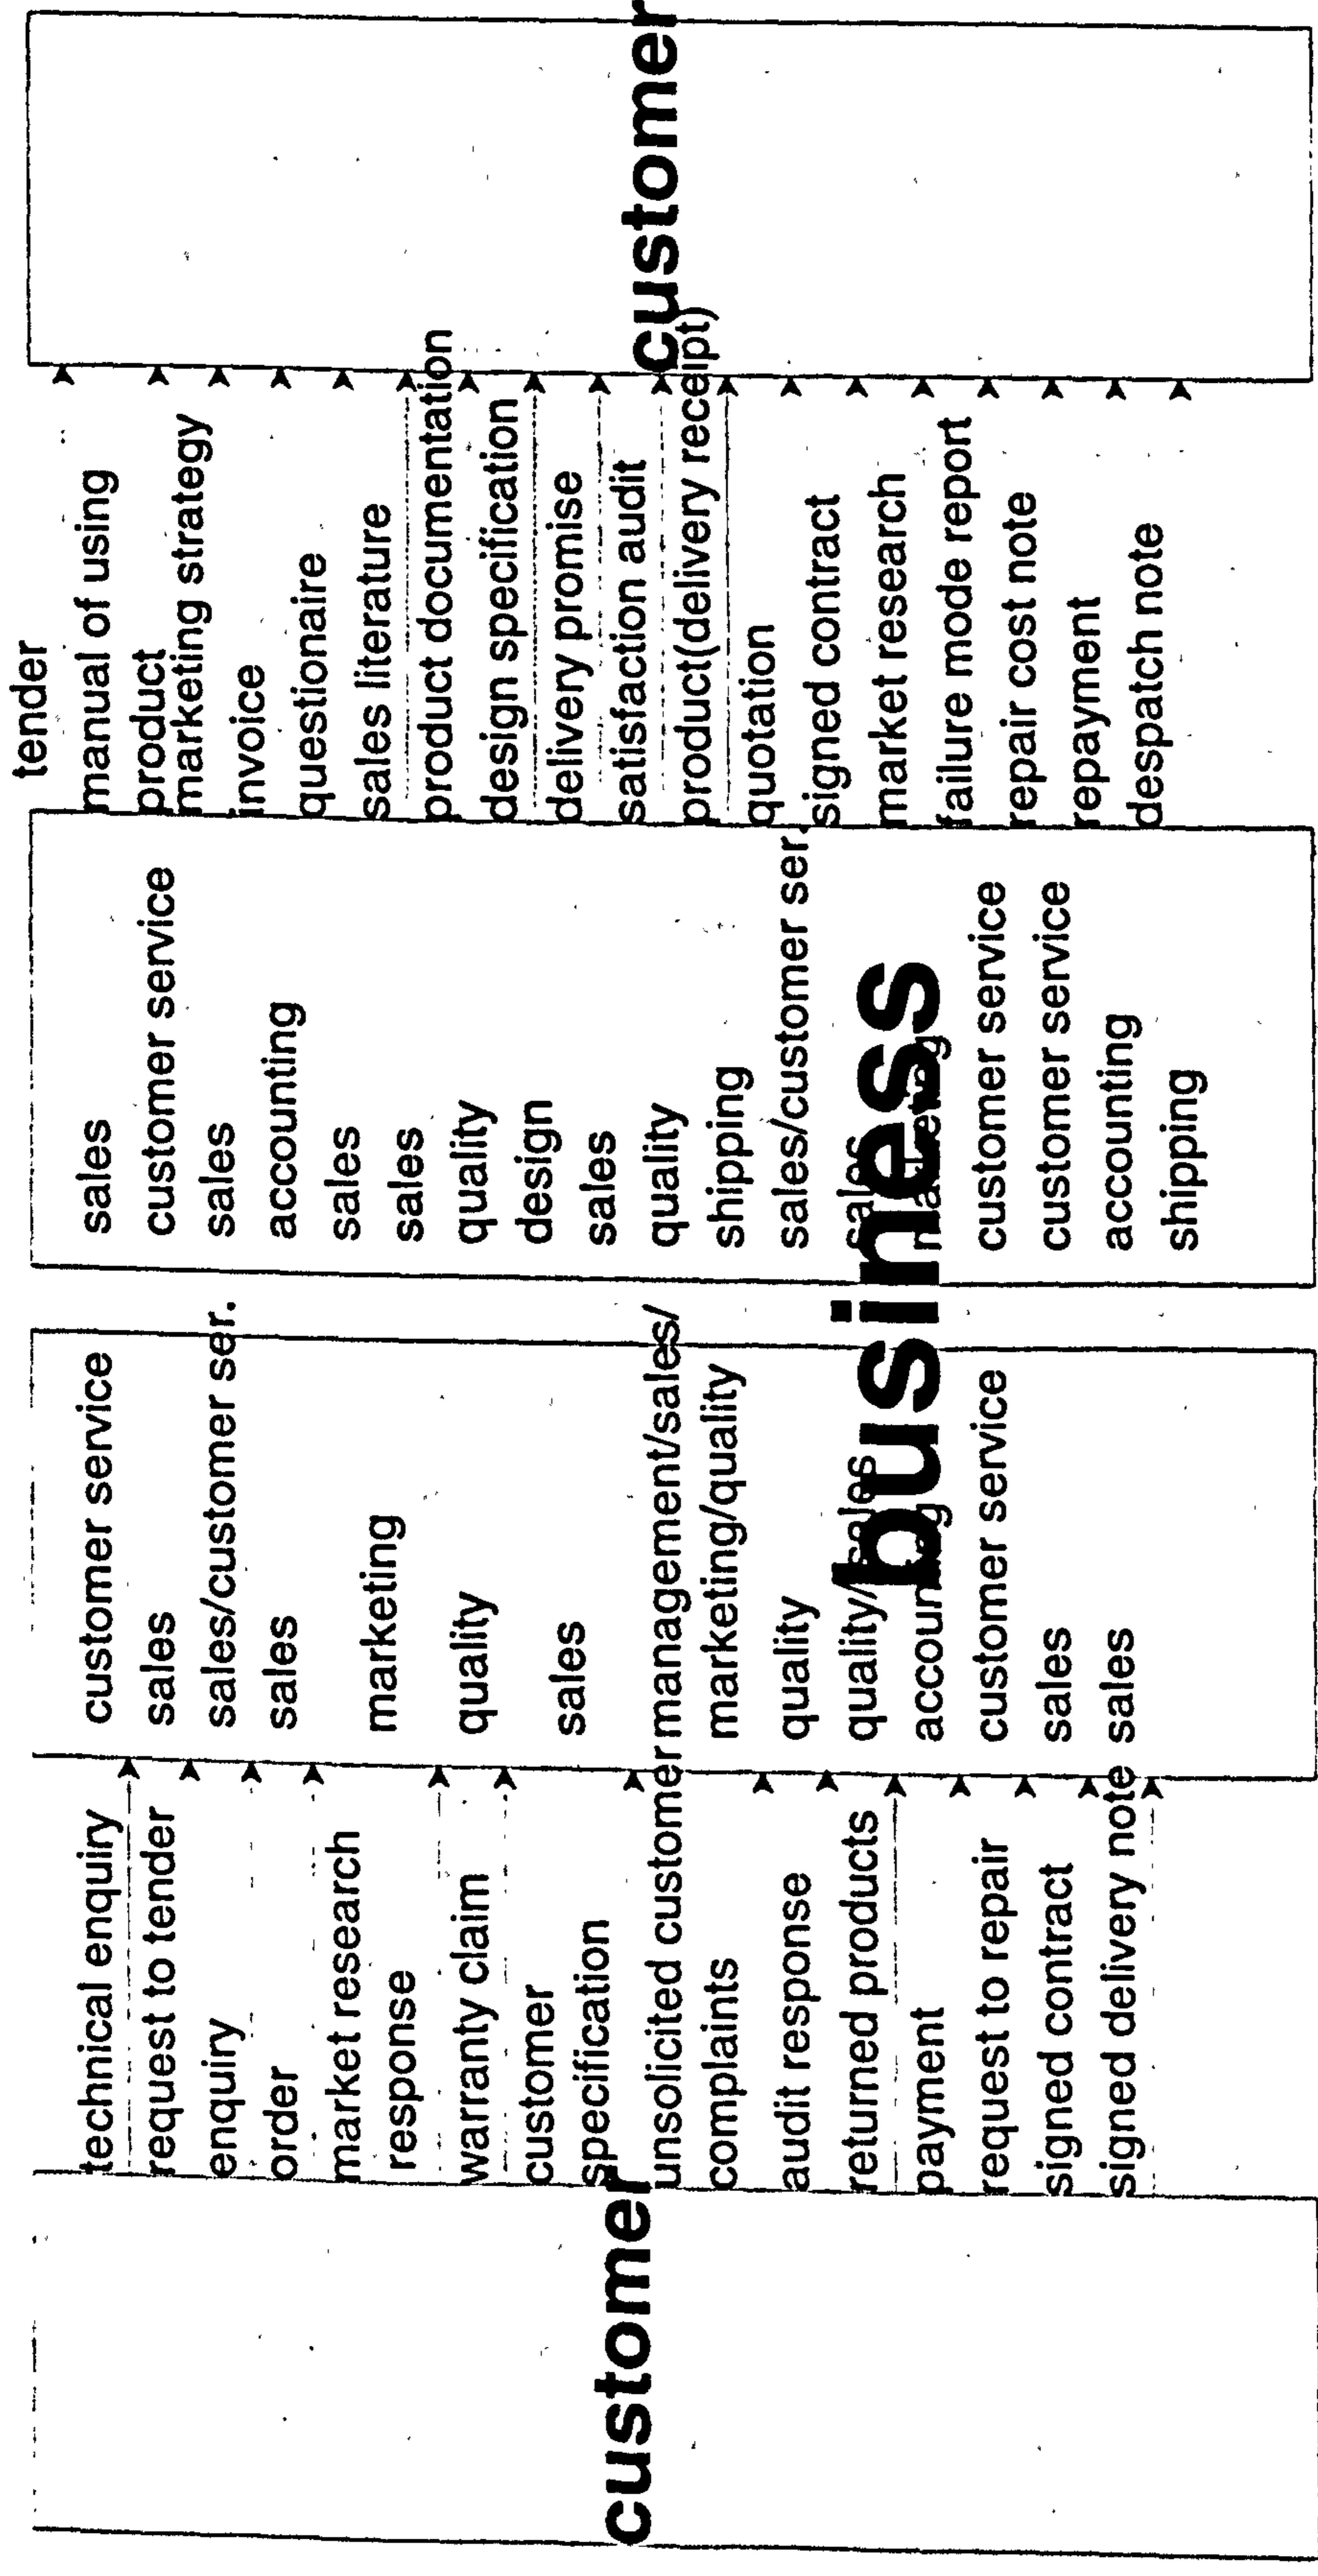 customer
technical enquiry
request to tender
enquiry
order
market research
response
warranty claim
customer
specification
unsolicited customer
complaints
audit response
returned products
payment
request to repair
signed contract
signed delivery note
customer service
sales
sales/customer ser.
sales
marketing
quality
sales
management/sales/
marketing/quality
quality
quality/sales
accounting
customer service
sales
sales
business
sales
customer service
sales
accounting
sales
sales
quality
design
sales
quality
shipping
sales/customer ser.
sales
marketing
customer service
customer service
accounting
shipping
tender
manual of using
product
marketing strategy
invoice
questionaire
sales literature
product documentation
design specification
delivery promise
satisfaction audit
product(delivery receipt)
quotation
signed contract
market research
failure mode report
repair cost note
repayment
despatch note
customer